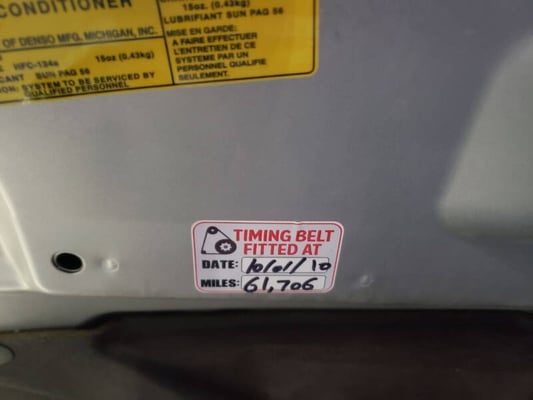 CONDITIONER
OF DENSO MFG. MICHIGAN, INC.
HFC-134a 15oz (0.43kg)
SUN PAG 56
SYSTEM TO BE SERVICED BY
QUALIFIED PERSONNEL
15oz. (0.43kg)
LUBRIFIANT SUN PAG 56
MISE EN GARDE:
A FAIRE EFFECTUER
L'ENTRETIEN DE CE
SYSTEME PAR UN
PERSONNEL QUALIFIE
SEULEMENT.
TIMING BELT
FITTED AT
DATE: 10/01/10
MILES: 61,706